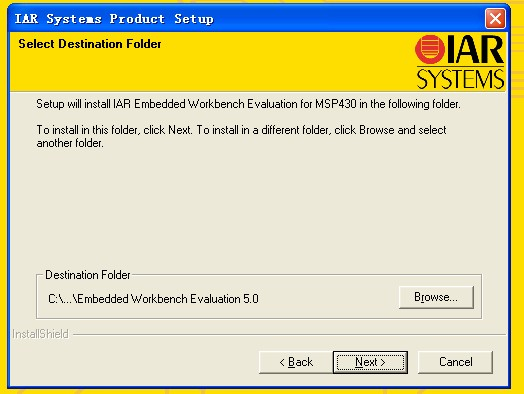 IAR Systems Product Setup
Select Destination Folder
IAR
SYSTEMS
Setup will install IAR Embedded Workbench Evaluation for MSP430 in the following folder.
To install in this folder, click Next. To install in a different folder, click Browse and select
another folder.
Destination Folder
C:\...\Embedded Workbench Evaluation 5.0
Browse...
InstallShield
< Back
Next >
Cancel